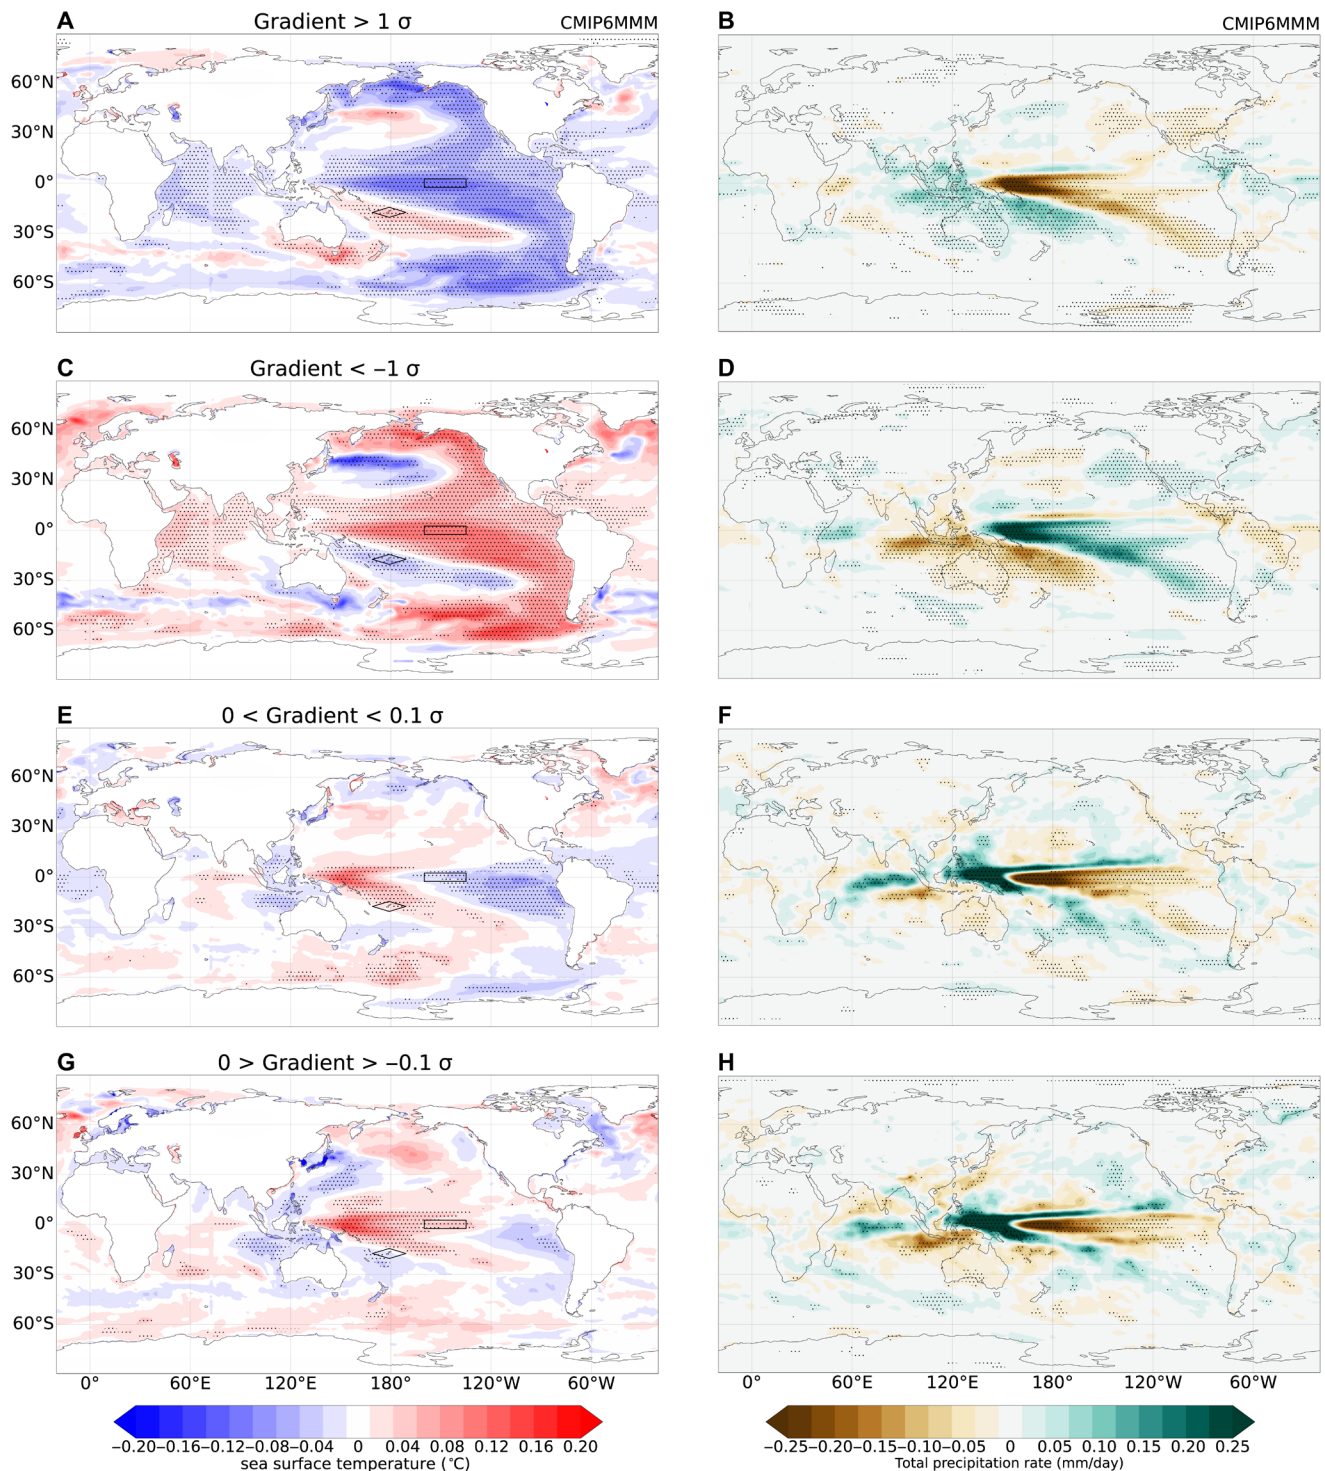 A Gradient > 1 σ CMIP6MMM
B CMIP6MMM
60°N
30°N
0°
30°S
60°S
C Gradient < –1 σ
D
60°N
30°N
0°
30°S
60°S
E 0 < Gradient < 0.1 σ
F
60°N
30°N
0°
30°S
60°S
G 0 > Gradient > –0.1 σ
H
60°N
30°N
0°
30°S
60°S
0° 60°E 120°E 180° 120°W 60°W
0° 60°E 120°E 180° 120°W 60°W
−0.20 −0.16 −0.12 −0.08 −0.04 0 0.04 0.08 0.12 0.16 0.20
sea surface temperature (°C)
−0.25 −0.20 −0.15 −0.10 −0.05 0 0.05 0.10 0.15 0.20 0.25
Total precipitation rate (mm/day)